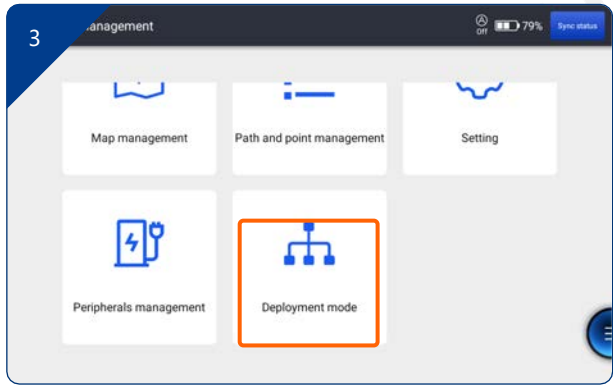 3
anagement
Off
79%
Sync status
Map management
Path and point management
Setting
Peripherals management
Deployment mode